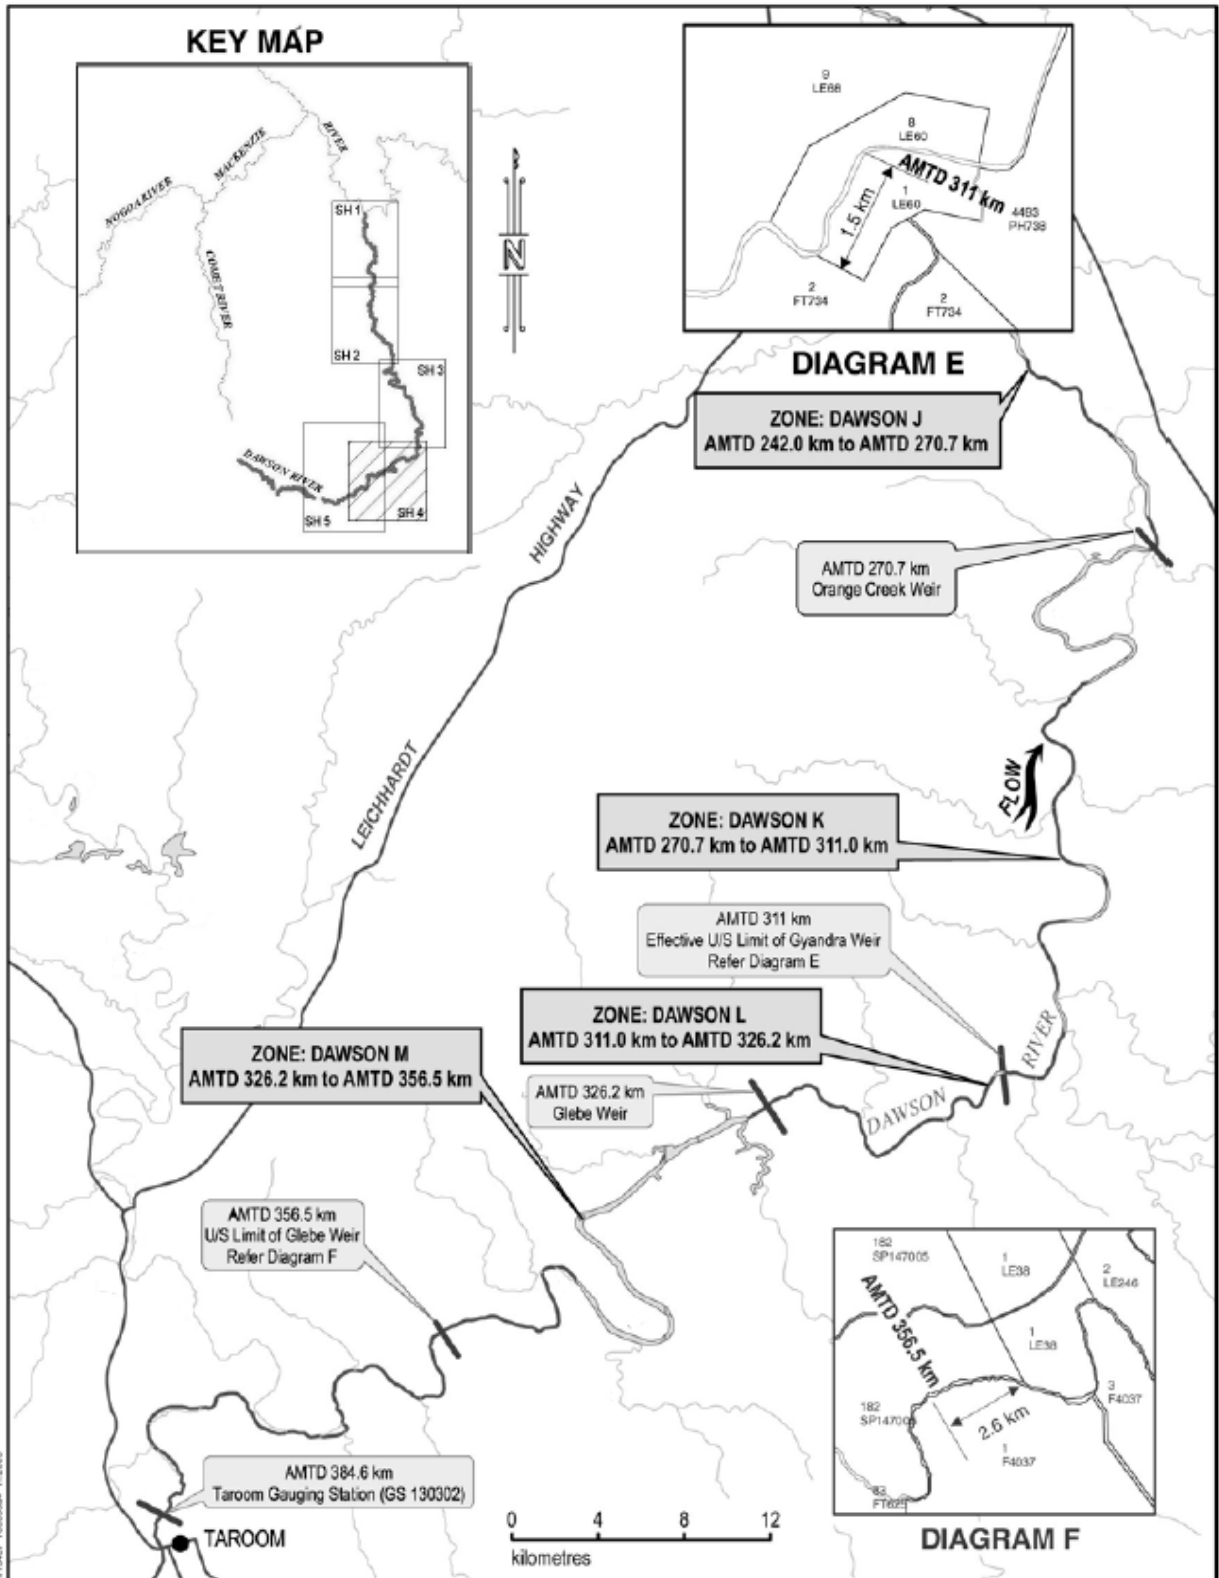 KEY MAP
MACKENZIE
RIVER
NOGOA RIVER
COMET RIVER
SH 1
SH 2
SH 3
DAWSON RIVER
SH 4
SH 5
N
9
LE68
8
LE60
AMTD 311 km
1
LE60
1.5 km
4493
PH738
2
FT734
2
FT734
DIAGRAM E
ZONE: DAWSON J
AMTD 242.0 km to AMTD 270.7 km
HIGHWAY
AMTD 270.7 km
Orange Creek Weir
LEICHHARDT
FLOW
ZONE: DAWSON K
AMTD 270.7 km to AMTD 311.0 km
AMTD 311 km
Effective U/S Limit of Gyandra Weir
Refer Diagram E
ZONE: DAWSON L
AMTD 311.0 km to AMTD 326.2 km
RIVER
ZONE: DAWSON M
AMTD 326.2 km to AMTD 356.5 km
AMTD 326.2 km
Glebe Weir
DAWSON
AMTD 356.5 km
U/S Limit of Glebe Weir
Refer Diagram F
182
SP147005
1
LE38
2
LE246
AMTD 356.5 km
1
LE38
3
F4037
182
SP147005
2.6 km
1
F4037
83
FT625
DIAGRAM F
AMTD 384.6 km
Taroom Gauging Station (GS 130302)
TAROOM
0 4 8 12
kilometres